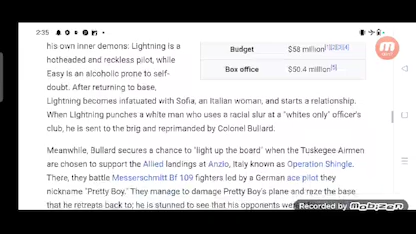 2:35
his own inner demons: Lightning is a
hotheaded and reckless pilot, while
Easy is an alcoholic prone to self-
doubt. After returning to base,
Budget $58 million[1][2][3][4]
Box office $50.4 million[5]
Lightning becomes infatuated with Sofia, an Italian woman, and starts a relationship.
When Lightning punches a white man who uses a racial slur at a "whites only" officer's
club, he is sent to the brig and reprimanded by Colonel Bullard.
Meanwhile, Bullard secures a chance to "light up the board" when the Tuskegee Airmen
are chosen to support the Allied landings at Anzio, Italy known as Operation Shingle.
There, they battle Messerschmitt Bf 109 fighters led by a German ace pilot they
nickname "Pretty Boy." They manage to damage Pretty Boy's plane and raze the base
that he retreats back to; he is stunned to see that his opponents
Recorded by Mobizen